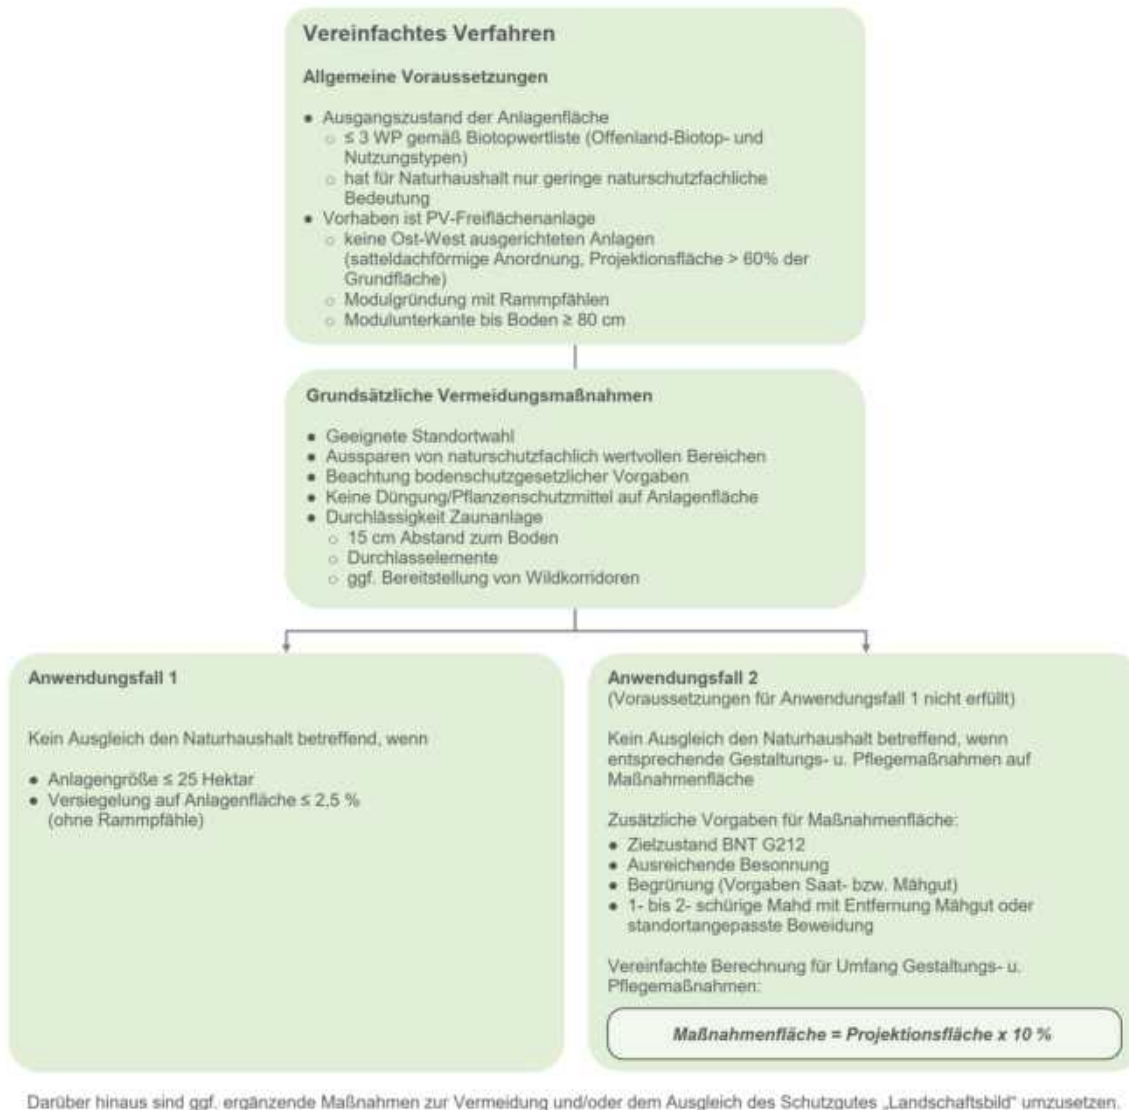 Vereinfachtes Verfahren
Allgemeine Voraussetzungen
● Ausgangszustand der Anlagenfläche
○ ≤ 3 WP gemäß Biotopwertliste (Offenland-Biotop- und
Nutzungstypen)
○ hat für Naturhaushalt nur geringe naturschutzfachliche
Bedeutung
● Vorhaben ist PV-Freiflächenanlage
○ keine Ost-West ausgerichteten Anlagen
(satteldachförmige Anordnung, Projektionsfläche > 60% der
Grundfläche)
○ Modulgründung mit Rammpfählen
○ Modulunterkante bis Boden ≥ 80 cm
Grundsätzliche Vermeidungsmaßnahmen
● Geeignete Standortwahl
● Aussparen von naturschutzfachlich wertvollen Bereichen
● Beachtung bodenschutzgesetzlicher Vorgaben
● Keine Düngung/Pflanzenschutzmittel auf Anlagenfläche
● Durchlässigkeit Zaunanlage
○ 15 cm Abstand zum Boden
○ Durchlasselemente
○ ggf. Bereitstellung von Wildkorridoren
Anwendungsfall 1
Kein Ausgleich den Naturhaushalt betreffend, wenn
● Anlagengröße ≤ 25 Hektar
● Versiegelung auf Anlagenfläche ≤ 2,5 %
(ohne Rammpfähle)
Anwendungsfall 2
(Voraussetzungen für Anwendungsfall 1 nicht erfüllt)
Kein Ausgleich den Naturhaushalt betreffend, wenn
entsprechende Gestaltungs- u. Pflegemaßnahmen auf
Maßnahmenfläche
Zusätzliche Vorgaben für Maßnahmenfläche:
● Zielzustand BNT G212
● Ausreichende Besonnung
● Begrünung (Vorgaben Saat- bzw. Mähgut)
● 1- bis 2- schürige Mahd mit Entfernung Mähgut oder
standortangepasste Beweidung
Vereinfachte Berechnung für Umfang Gestaltungs- u.
Pflegemaßnahmen:
Maßnahmenfläche = Projektionsfläche x 10 %
Darüber hinaus sind ggf. ergänzende Maßnahmen zur Vermeidung und/oder dem Ausgleich des Schutzgutes „Landschaftsbild" umzusetzen.